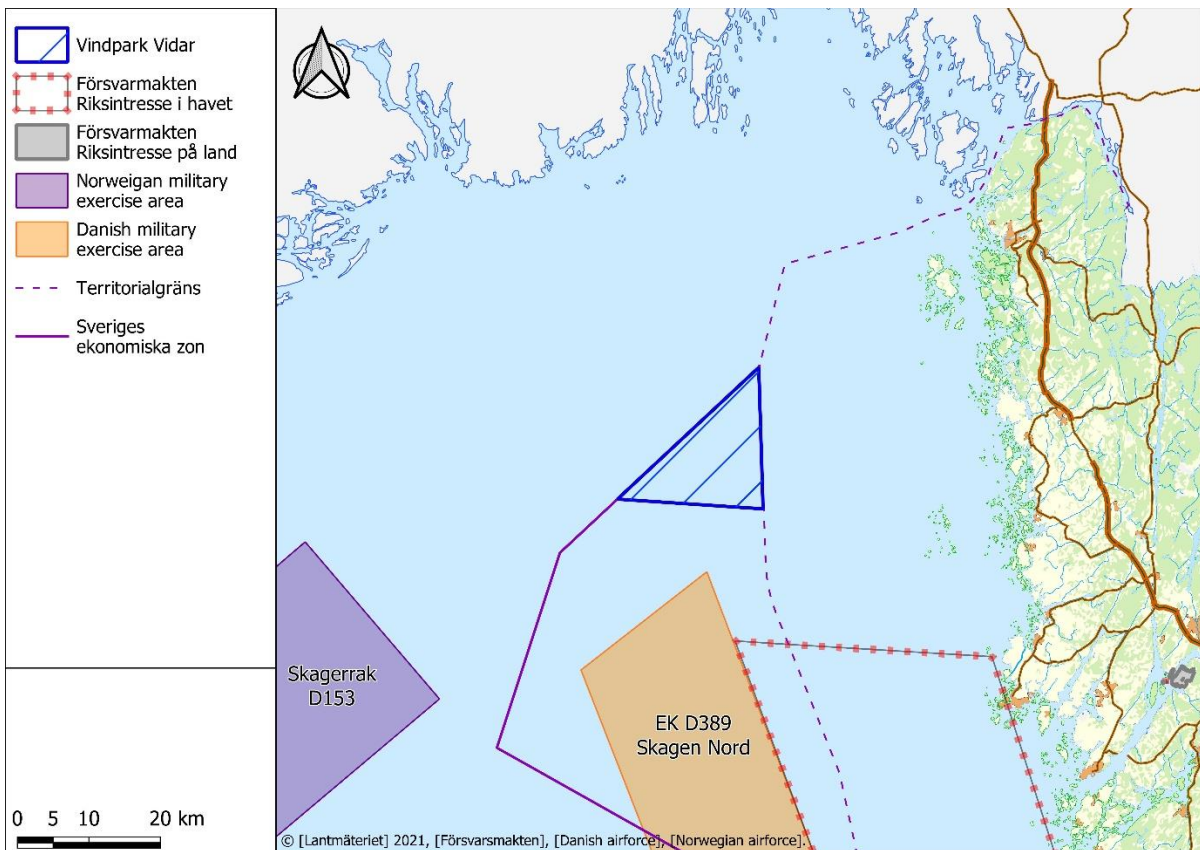 Vindpark Vidar
Försvarmakten
Riksintresse i havet
Försvarmakten
Riksintresse på land
Norweigan military
exercise area
Danish military
exercise area
Territorialgräns
Sveriges
ekonomiska zon
Skagerrak
D153
EK D389
Skagen Nord
0 5 10 20 km
© [Lantmäteriet] 2021, [Försvarsmakten], [Danish airforce], [Norwegian airforce].